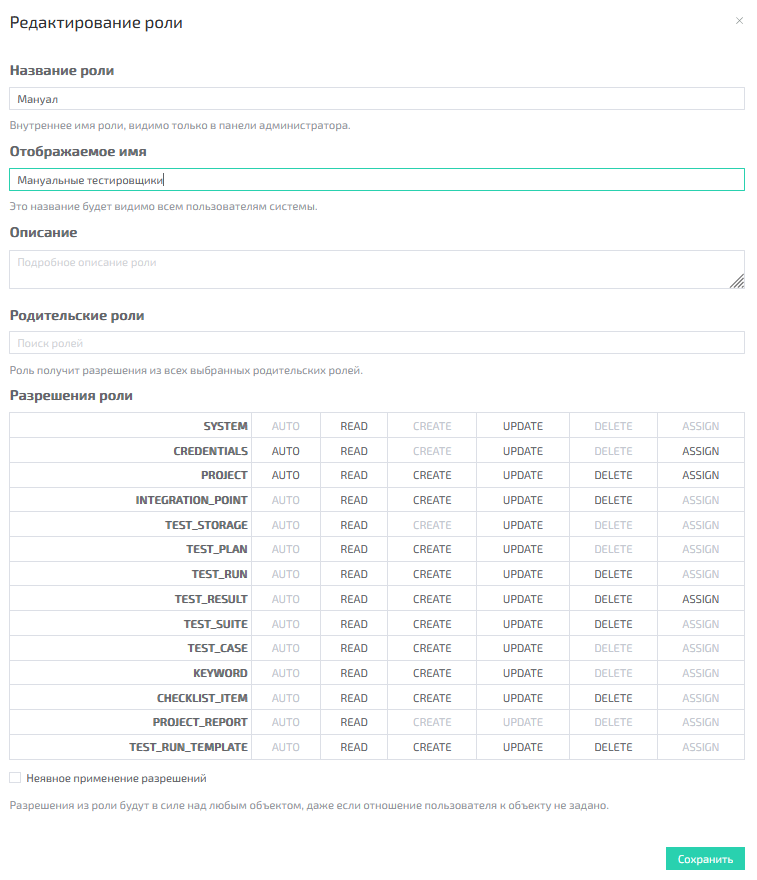 Редактирование роли
Название роли
Мануал
Внутреннее имя роли, видимо только в панели администратора.
Отображаемое имя
Мануальные тестировщики
Это название будет видимо всем пользователям системы.
Описание
Подробное описание роли
Родительские роли
Поиск ролей
Роль получит разрешения из всех выбранных родительских ролей.
Разрешения роли
SYSTEM AUTO READ CREATE UPDATE DELETE ASSIGN
CREDENTIALS AUTO READ CREATE UPDATE DELETE ASSIGN
PROJECT AUTO READ CREATE UPDATE DELETE ASSIGN
INTEGRATION_POINT AUTO READ CREATE UPDATE DELETE ASSIGN
TEST_STORAGE AUTO READ CREATE UPDATE DELETE ASSIGN
TEST_PLAN AUTO READ CREATE UPDATE DELETE ASSIGN
TEST_RUN AUTO READ CREATE UPDATE DELETE ASSIGN
TEST_RESULT AUTO READ CREATE UPDATE DELETE ASSIGN
TEST_SUITE AUTO READ CREATE UPDATE DELETE ASSIGN
TEST_CASE AUTO READ CREATE UPDATE DELETE ASSIGN
KEYWORD AUTO READ CREATE UPDATE DELETE ASSIGN
CHECKLIST_ITEM AUTO READ CREATE UPDATE DELETE ASSIGN
PROJECT_REPORT AUTO READ CREATE UPDATE DELETE ASSIGN
TEST_RUN_TEMPLATE AUTO READ CREATE UPDATE DELETE ASSIGN
Неявное применение разрешений
Разрешения из роли будут в силе над любым объектом, даже если отношение пользователя к объекту не задано.
Сохранить